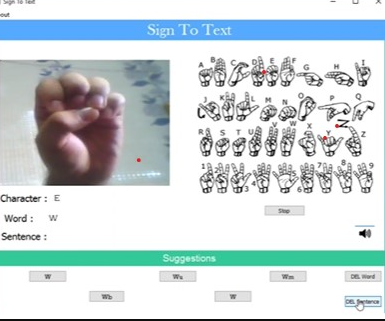 Sign To Text
out
Sign To Text
A B C D E F G H I
J K L M N O P Q
R S T U V W X Y Z
1 2 3 4 5 6 7 8 9
Character : E
Word : W
Sentence :
Stop
Suggestions
W Ws Wm DEL Word
Wb W DEL Sentence